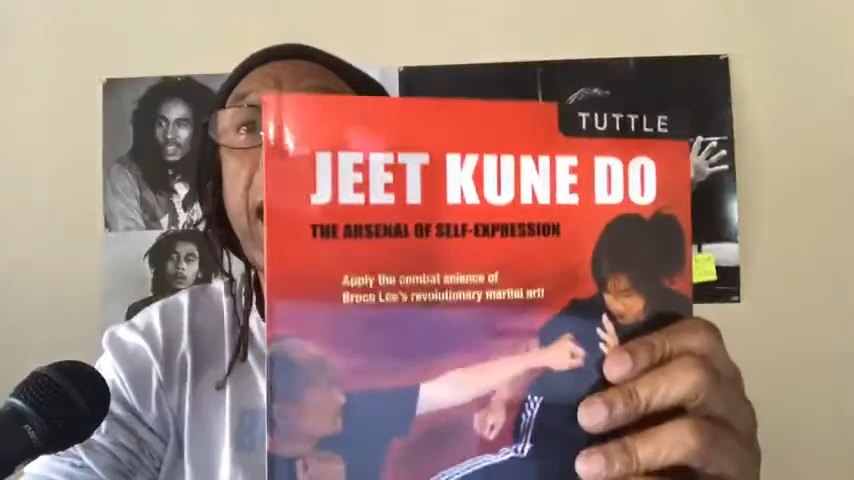 TUTTLE
JEET KUNE DO
THE ARSENAL OF SELF-EXPRESSION
Apply the combat science of
Bruce Lee's revolutionary martial art!